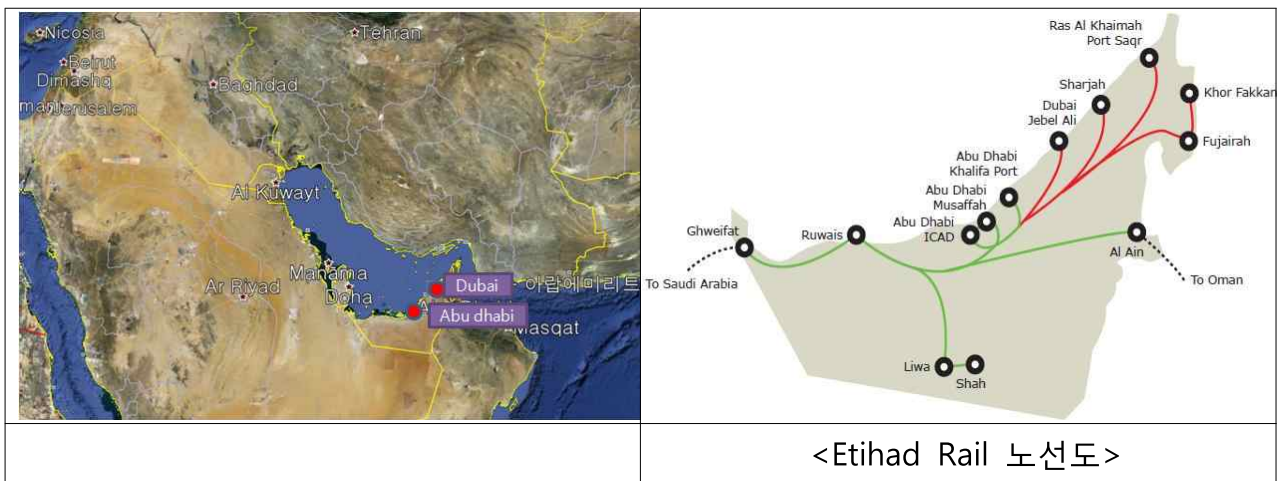 Nicosia
Tehran
Beirut
Dimashq
Baghdad
Jerusalem
Al Kuwayt
Manama
Ar Riyad
Doha
Dubai
아랍에미리트
Abu dhabi
Masqat
Ras Al Khaimah
Port Saqr
Sharjah
Khor Fakkan
Dubai
Jebel Ali
Fujairah
Abu Dhabi
Khalifa Port
Abu Dhabi
Musaffah
Abu Dhabi
ICAD
Ghweifat
Ruwais
Al Ain
To Saudi Arabia
To Oman
Liwa
Shah
<Etihad Rail 노선도>